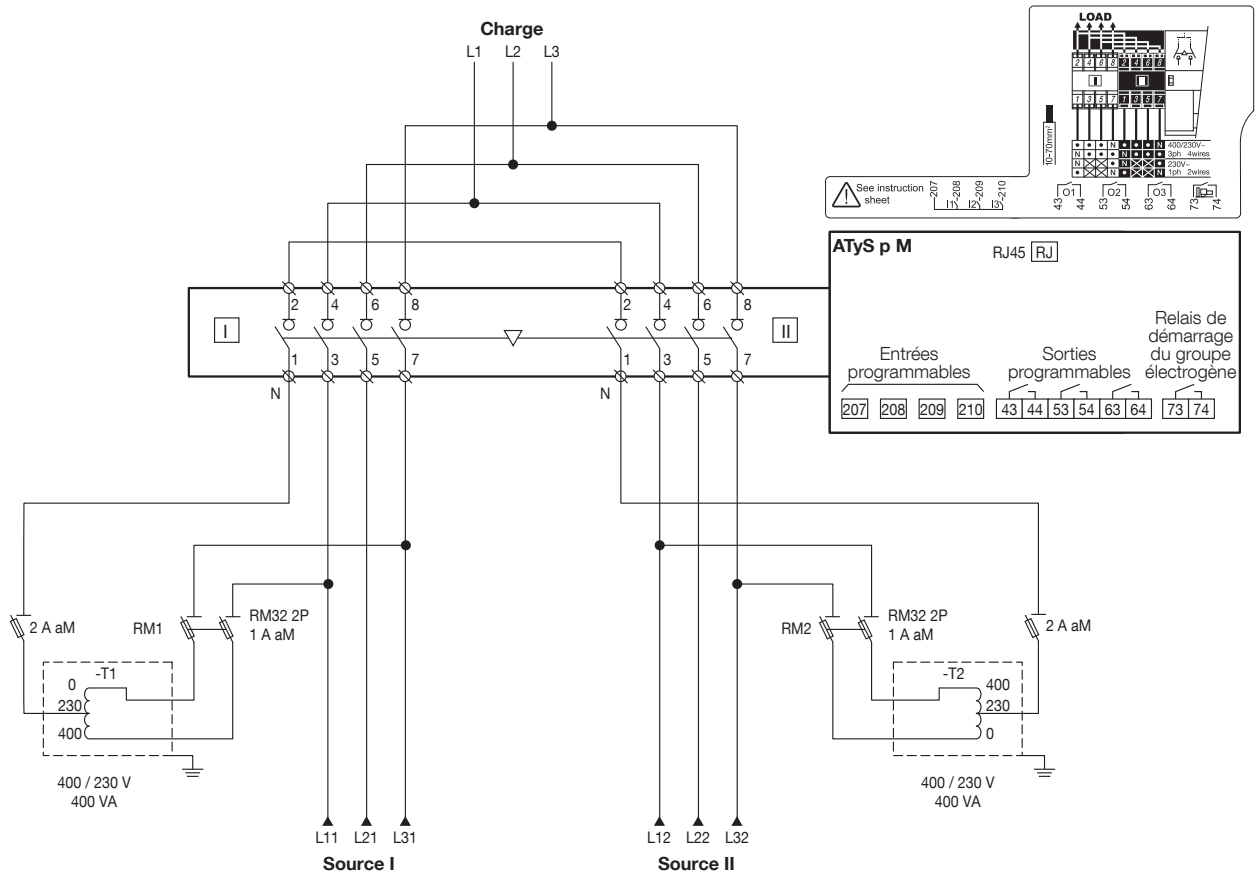 Charge
L1 L2 L3
LOAD
2 4 6 8 2 4 6 8
I II
1 3 5 7 1 3 5 7
10-70mm²
N N 400/230V~
N N 3ph 4wires
N N 230V~
N N 1ph 2wires
See instruction
sheet
207 208 209 210
I1 I2 I3
O1 O2 O3
43 44 53 54 63 64 73 74
ATyS p M
RJ45 RJ
2 4 6 8 2 4 6 8
I II
1 3 5 7 1 3 5 7
N N
Entrées
programmables
Sorties
programmables
Relais de
démarrage
du groupe
électrogène
207 208 209 210 43 44 53 54 63 64 73 74
2 A aM RM1 RM32 2P
1 A aM
RM2 RM32 2P
1 A aM
2 A aM
-T1
0
230
400
-T2
400
230
0
400 / 230 V
400 VA
400 / 230 V
400 VA
L11 L21 L31 L12 L22 L32
Source I Source II